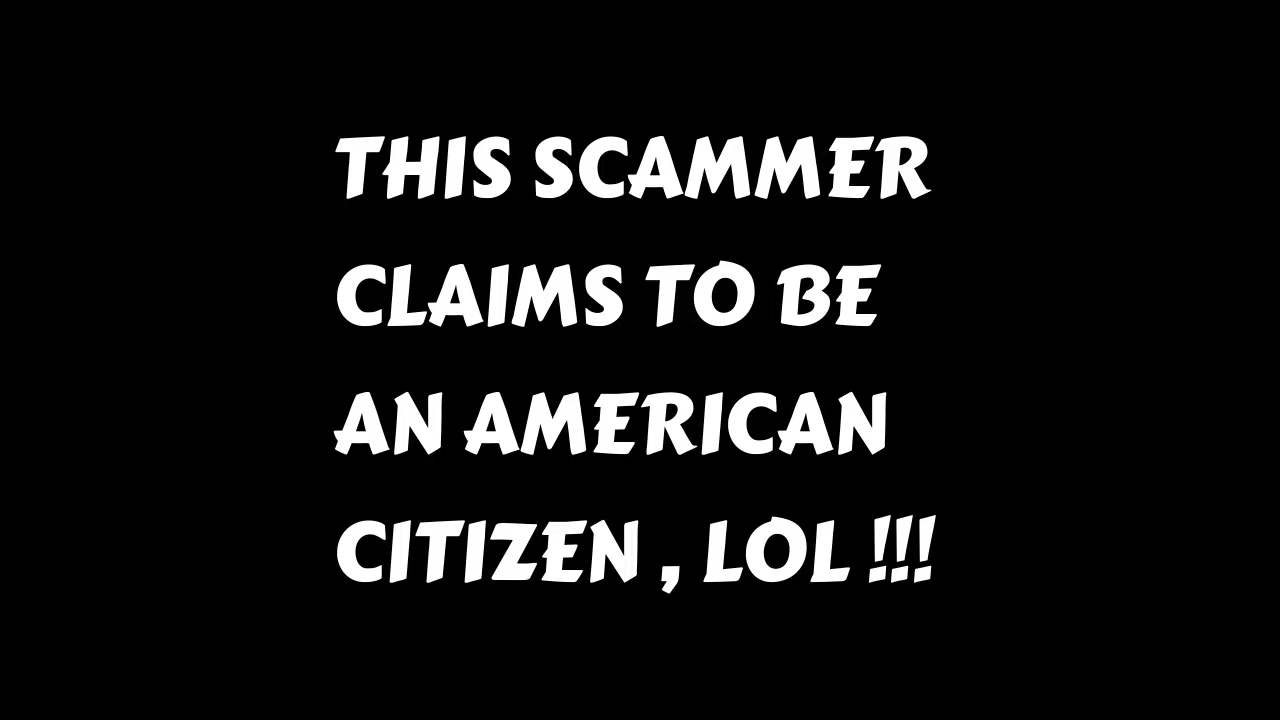 THIS SCAMMER
CLAIMS TO BE
AN AMERICAN
CITIZEN , LOL !!!